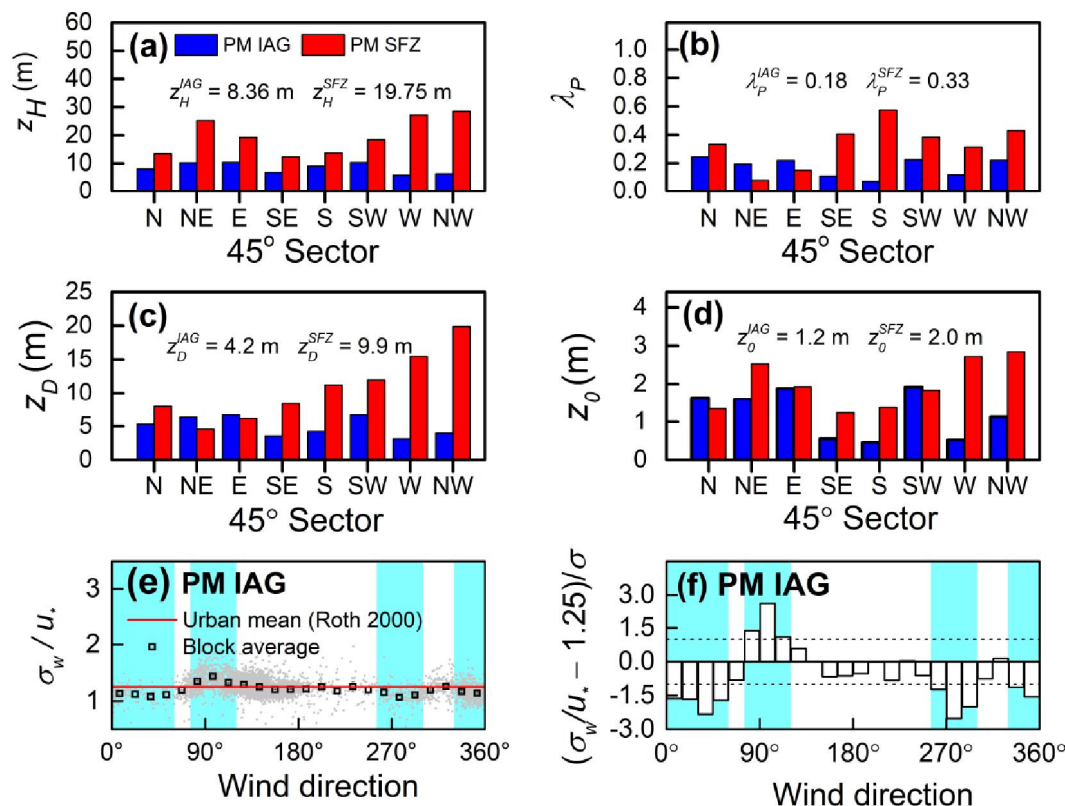 (a) PM IAG PM SFZ
z_H^IAG = 8.36 m z_H^SFZ = 19.75 m
z_H (m)
60
50
40
30
20
10
0
N NE E SE S SW W NW
45° Sector
(b)
λ_P^IAG = 0.18 λ_P^SFZ = 0.33
λ_P
1.0
0.8
0.6
0.4
0.2
0.0
N NE E SE S SW W NW
45° Sector
(c)
z_D^IAG = 4.2 m z_D^SFZ = 9.9 m
z_D (m)
25
20
15
10
5
0
N NE E SE S SW W NW
45° Sector
(d)
z_0^IAG = 1.2 m z_0^SFZ = 2.0 m
z_0 (m)
4
3
2
1
0
N NE E SE S SW W NW
45° Sector
(e) PM IAG
Urban mean (Roth 2000)
Block average
σ_w / u_*
3
2
1
0° 90° 180° 270° 360°
Wind direction
(f) PM IAG
(σ_w/u_* − 1.25)/σ
3.0
1.5
0.0
-1.5
-3.0
0° 90° 180° 270° 360°
Wind direction